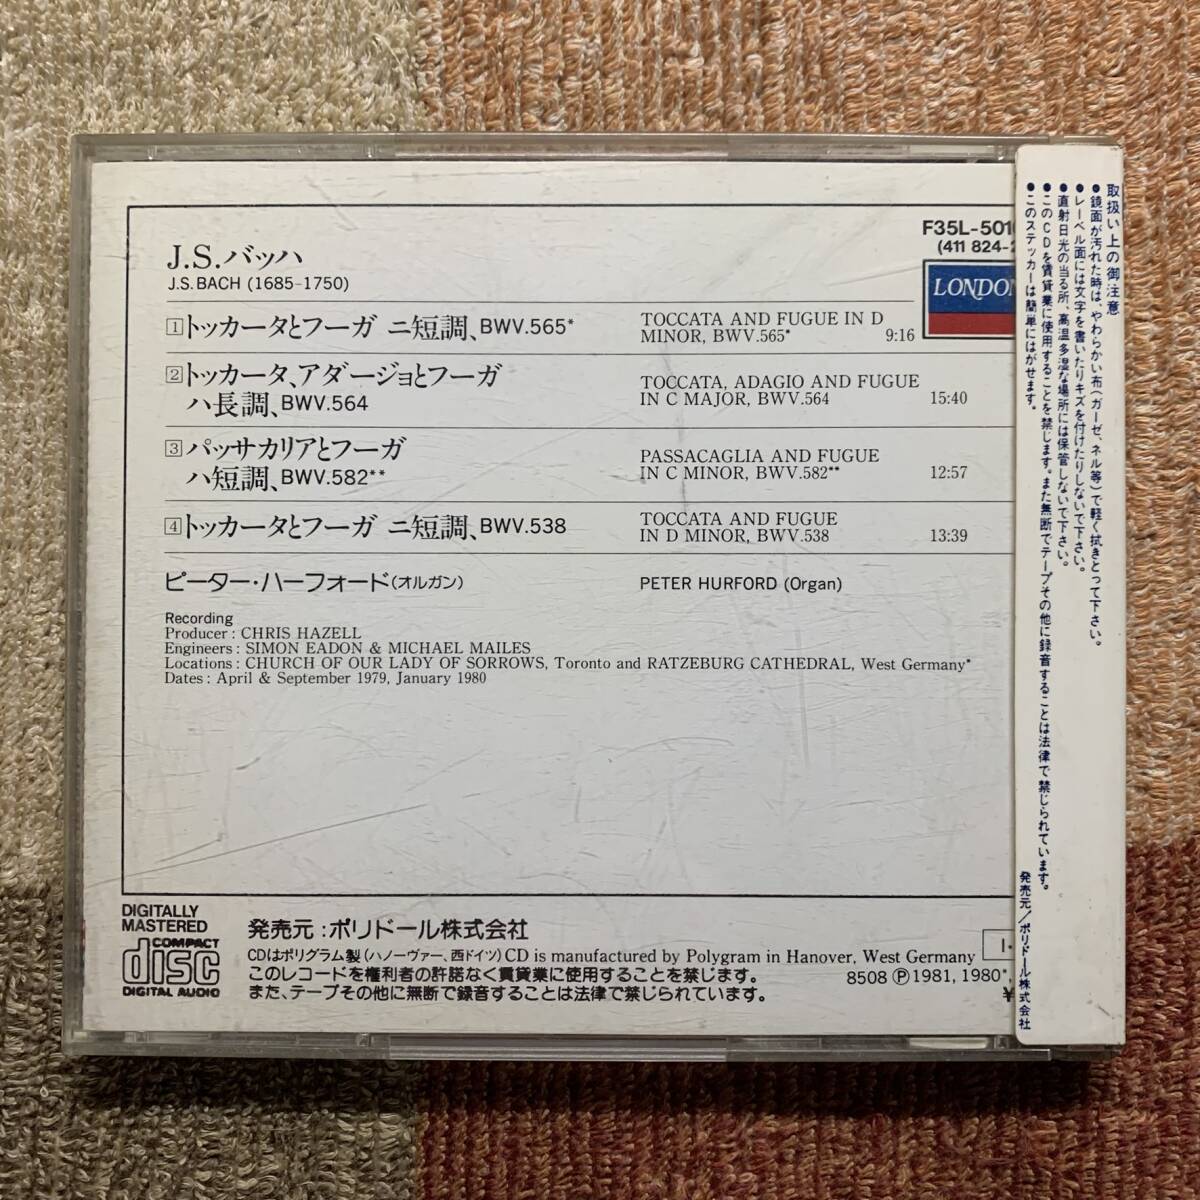 J.S.バッハ
J.S. BACH (1685-1750)
F35L-501
(411 824-
LONDON
1 トッカータとフーガ ニ短調、BWV.565*
TOCCATA AND FUGUE IN D
MINOR, BWV.565* 9:16
2 トッカータ、アダージョとフーガ
ハ長調、BWV.564
TOCCATA, ADAGIO AND FUGUE
IN C MAJOR, BWV.564 15:40
3 パッサカリアとフーガ
ハ短調、BWV.582**
PASSACAGLIA AND FUGUE
IN C MINOR, BWV.582** 12:57
4 トッカータとフーガ ニ短調、BWV.538
TOCCATA AND FUGUE
IN D MINOR, BWV.538 13:39
ピーター・ハーフォード(オルガン)
PETER HURFORD (Organ)
Recording
Producer : CHRIS HAZELL
Engineers : SIMON EADON & MICHAEL MAILES
Locations : CHURCH OF OUR LADY OF SORROWS, Toronto and RATZEBURG CATHEDRAL, West Germany*
Dates : April & September 1979, January 1980
DIGITALLY
MASTERED
COMPACT
disc
DIGITAL AUDIO
発売元：ポリドール株式会社
CDはポリグラム製(ハノーヴァー、西ドイツ) CD is manufactured by Polygram in Hanover, West Germany
このレコードを権利者の許諾なく賃貸業に使用することを禁じます。
また、テープその他に無断で録音することは法律で禁じられています。
8508 Ⓟ 1981, 1980*,
¥
取扱い上の御注意
●鏡面が汚れた時は、やわらかい布(ガーゼ、ネル等)で軽く拭きとって下さい。
●レーベル面には文字を書いたりキズを付けたりしないで下さい。
●直射日光の当る所、高温多湿な場所には保管しないで下さい。
●このCDを賃貸業に使用することを禁じます。また無断でテープその他に録音することは法律で禁じられています。
●このステッカーは簡単にはがせます。
発売元/ポリドール株式会社